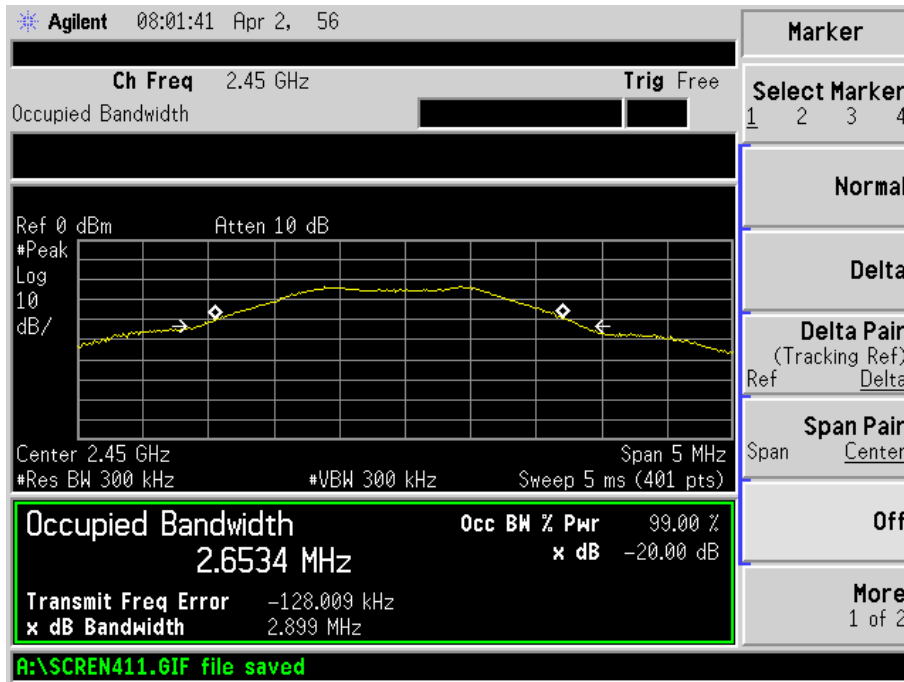 Agilent 08:01:41 Apr 2, 56
Marker
Ch Freq 2.45 GHz Trig Free
Occupied Bandwidth
Select Marker
1 2 3 4
Normal
Ref 0 dBm Atten 10 dB
#Peak
Log
10
dB/
Delta
Delta Pair
(Tracking Ref)
Ref Delta
Span Pair
Span Center
Center 2.45 GHz Span 5 MHz
#Res BW 300 kHz #VBW 300 kHz Sweep 5 ms (401 pts)
Off
Occupied Bandwidth Occ BW % Pwr 99.00 %
2.6534 MHz x dB -20.00 dB
Transmit Freq Error -128.009 kHz
x dB Bandwidth 2.899 MHz
More
1 of 2
A:\SCREN411.GIF file saved